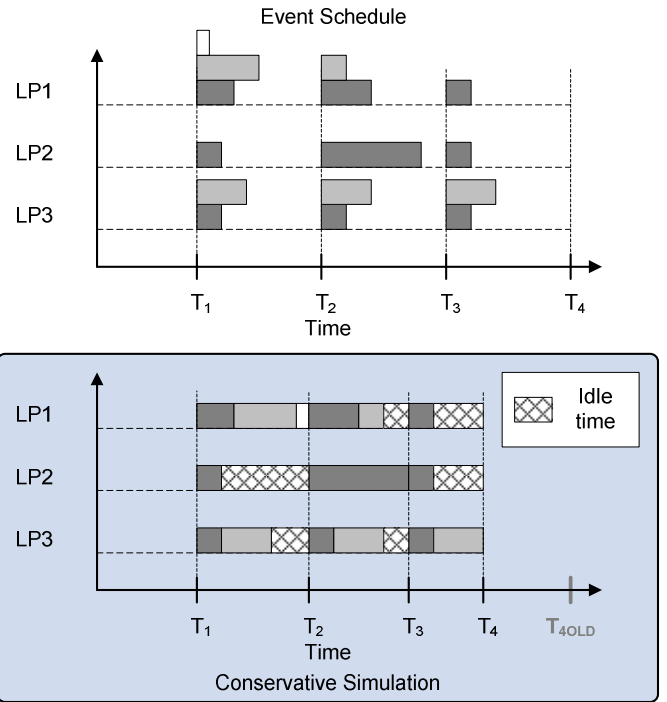 Event Schedule
LP1
LP2
LP3
T1
T2
T3
T4
Time
Idle
time
LP1
LP2
LP3
T1
T2
T3
T4
T4OLD
Time
Conservative Simulation